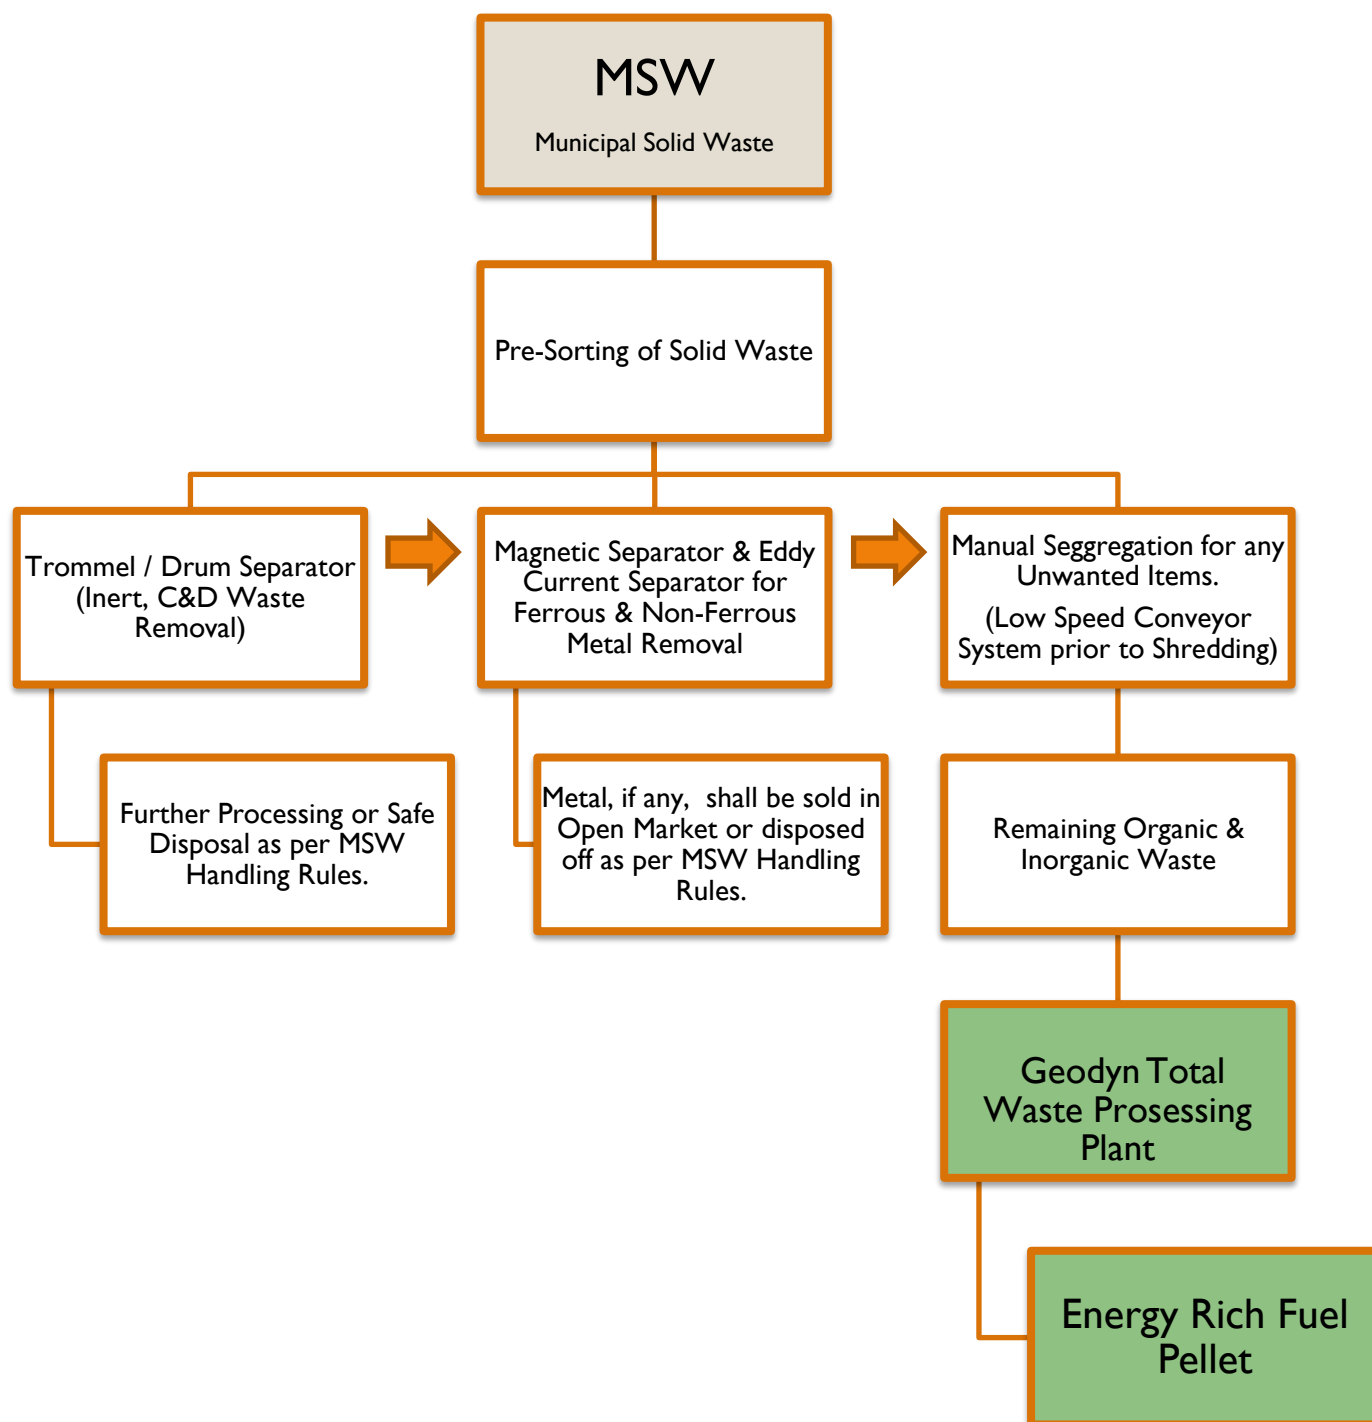 MSW
Municipal Solid Waste
Pre-Sorting of Solid Waste
Trommel / Drum Separator
(Inert, C&D Waste
Removal)
Magnetic Separator & Eddy
Current Separator for
Ferrous & Non-Ferrous
Metal Removal
Manual Seggregation for any
Unwanted Items.
(Low Speed Conveyor
System prior to Shredding)
Further Processing or Safe
Disposal as per MSW
Handling Rules.
Metal, if any, shall be sold in
Open Market or disposed
off as per MSW Handling
Rules.
Remaining Organic &
Inorganic Waste
Geodyn Total
Waste Prosessing
Plant
Energy Rich Fuel
Pellet